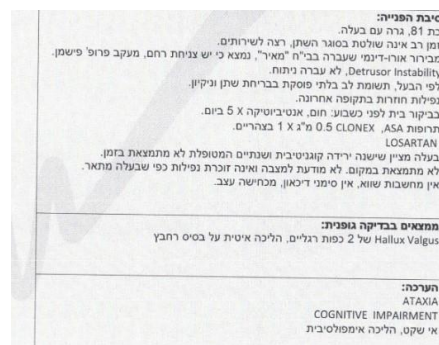 סיבת הפנייה:
בת 81, גרה עם בעלה.
זמן רב אינה שולטת בסוגר השתן, רצה לשירותים.
מבירור אורו-דינמי שעברה בבי"ח "מאיר", נמצא כי יש צניחת רחם, מעקב פרופ' פישמן.
Detrusor Instability, לא עברה ניתוח.
לפי הבעל, תשומת לב בלתי פוסקת בבריחת שתן וניקיון.
נפילות חוזרות בתקופה אחרונה.
בביקור בית לפני כשבוע: חום, אנטיביוטיקה 5 X ביום.
תרופות ASA, CLONEX 0.5 מ"ג 1 X בצהריים.
LOSARTAN
בעלה מציין שישנה ירידה קוגניטיבית ושנתיים המטופלת לא מתמצאת בזמן.
לא מתמצאת במקום. לא מודעת למצבה ואינה זוכרת נפילות כפי שבעלה מתאר.
אין מחשבות שווא, אין סימני דיכאון, מכחישה עצב.
ממצאים בבדיקה גופנית:
Hallux Valgus של 2 כפות רגליים, הליכה איטית על בסיס רחבץ
הערכה:
ATAXIA
COGNITIVE IMPAIRMENT
אי שקט, הליכה אימפולסיבית